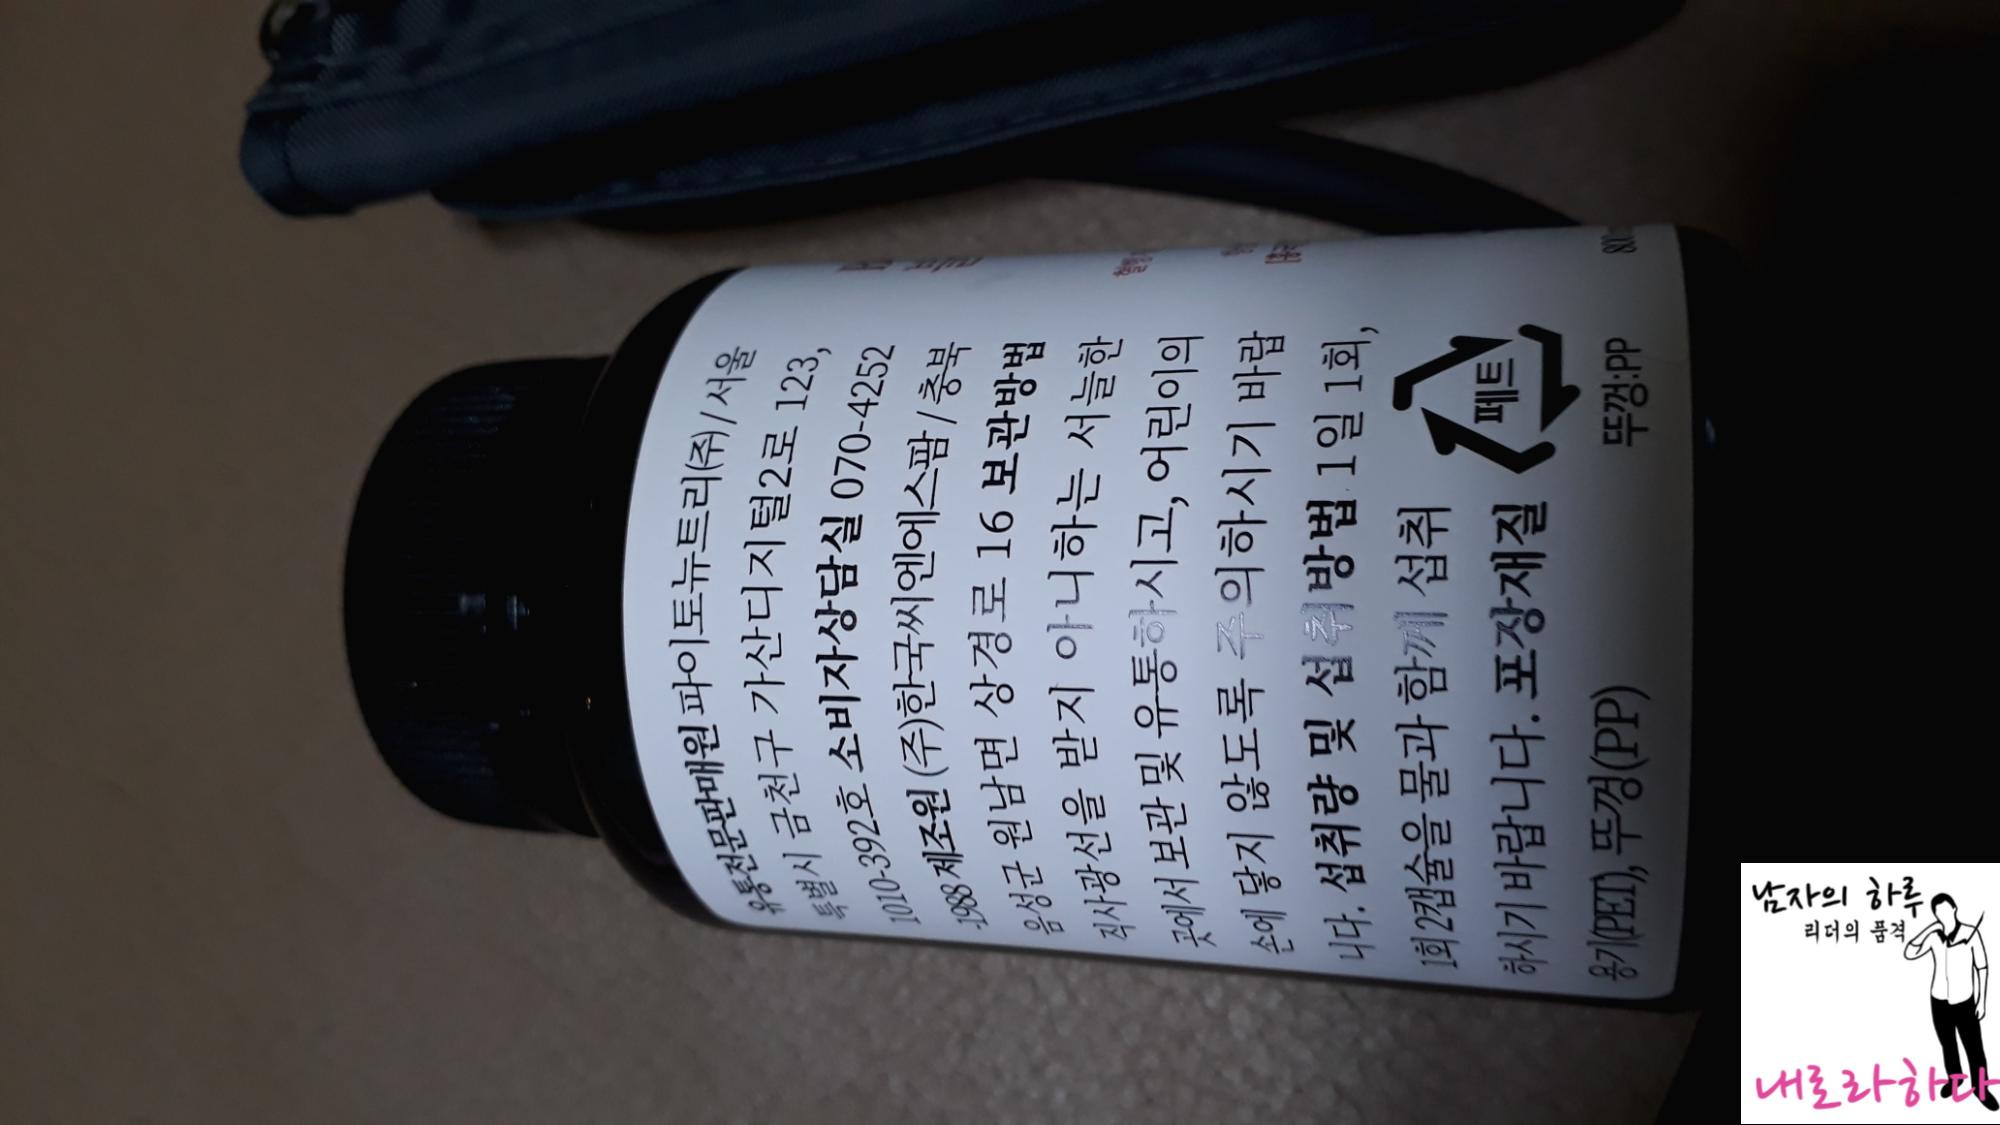 유통전문판매원 파이토뉴트리(주)/서울
특별시 금천구 가산디지털2로 123,
1010-392호 소비자상담실 070-4252
-1988 제조원 (주)한국씨엔에스팜/충북
음성군 원남면 상경로 16 보관방법
직사광선을 받지 아니하는 서늘한
곳에서 보관 및 유통하시고, 어린이의
손에 닿지 않도록 주의하시기 바랍
니다. 섭취량 및 섭취방법 1일 1회,
1회 2캡슐을 물과 함께 섭취
하시기 바랍니다. 포장재질
용기(PET), 뚜껑(PP)
페트
뚜껑:PP
남자의 하루
리더의 품격
내로라하다